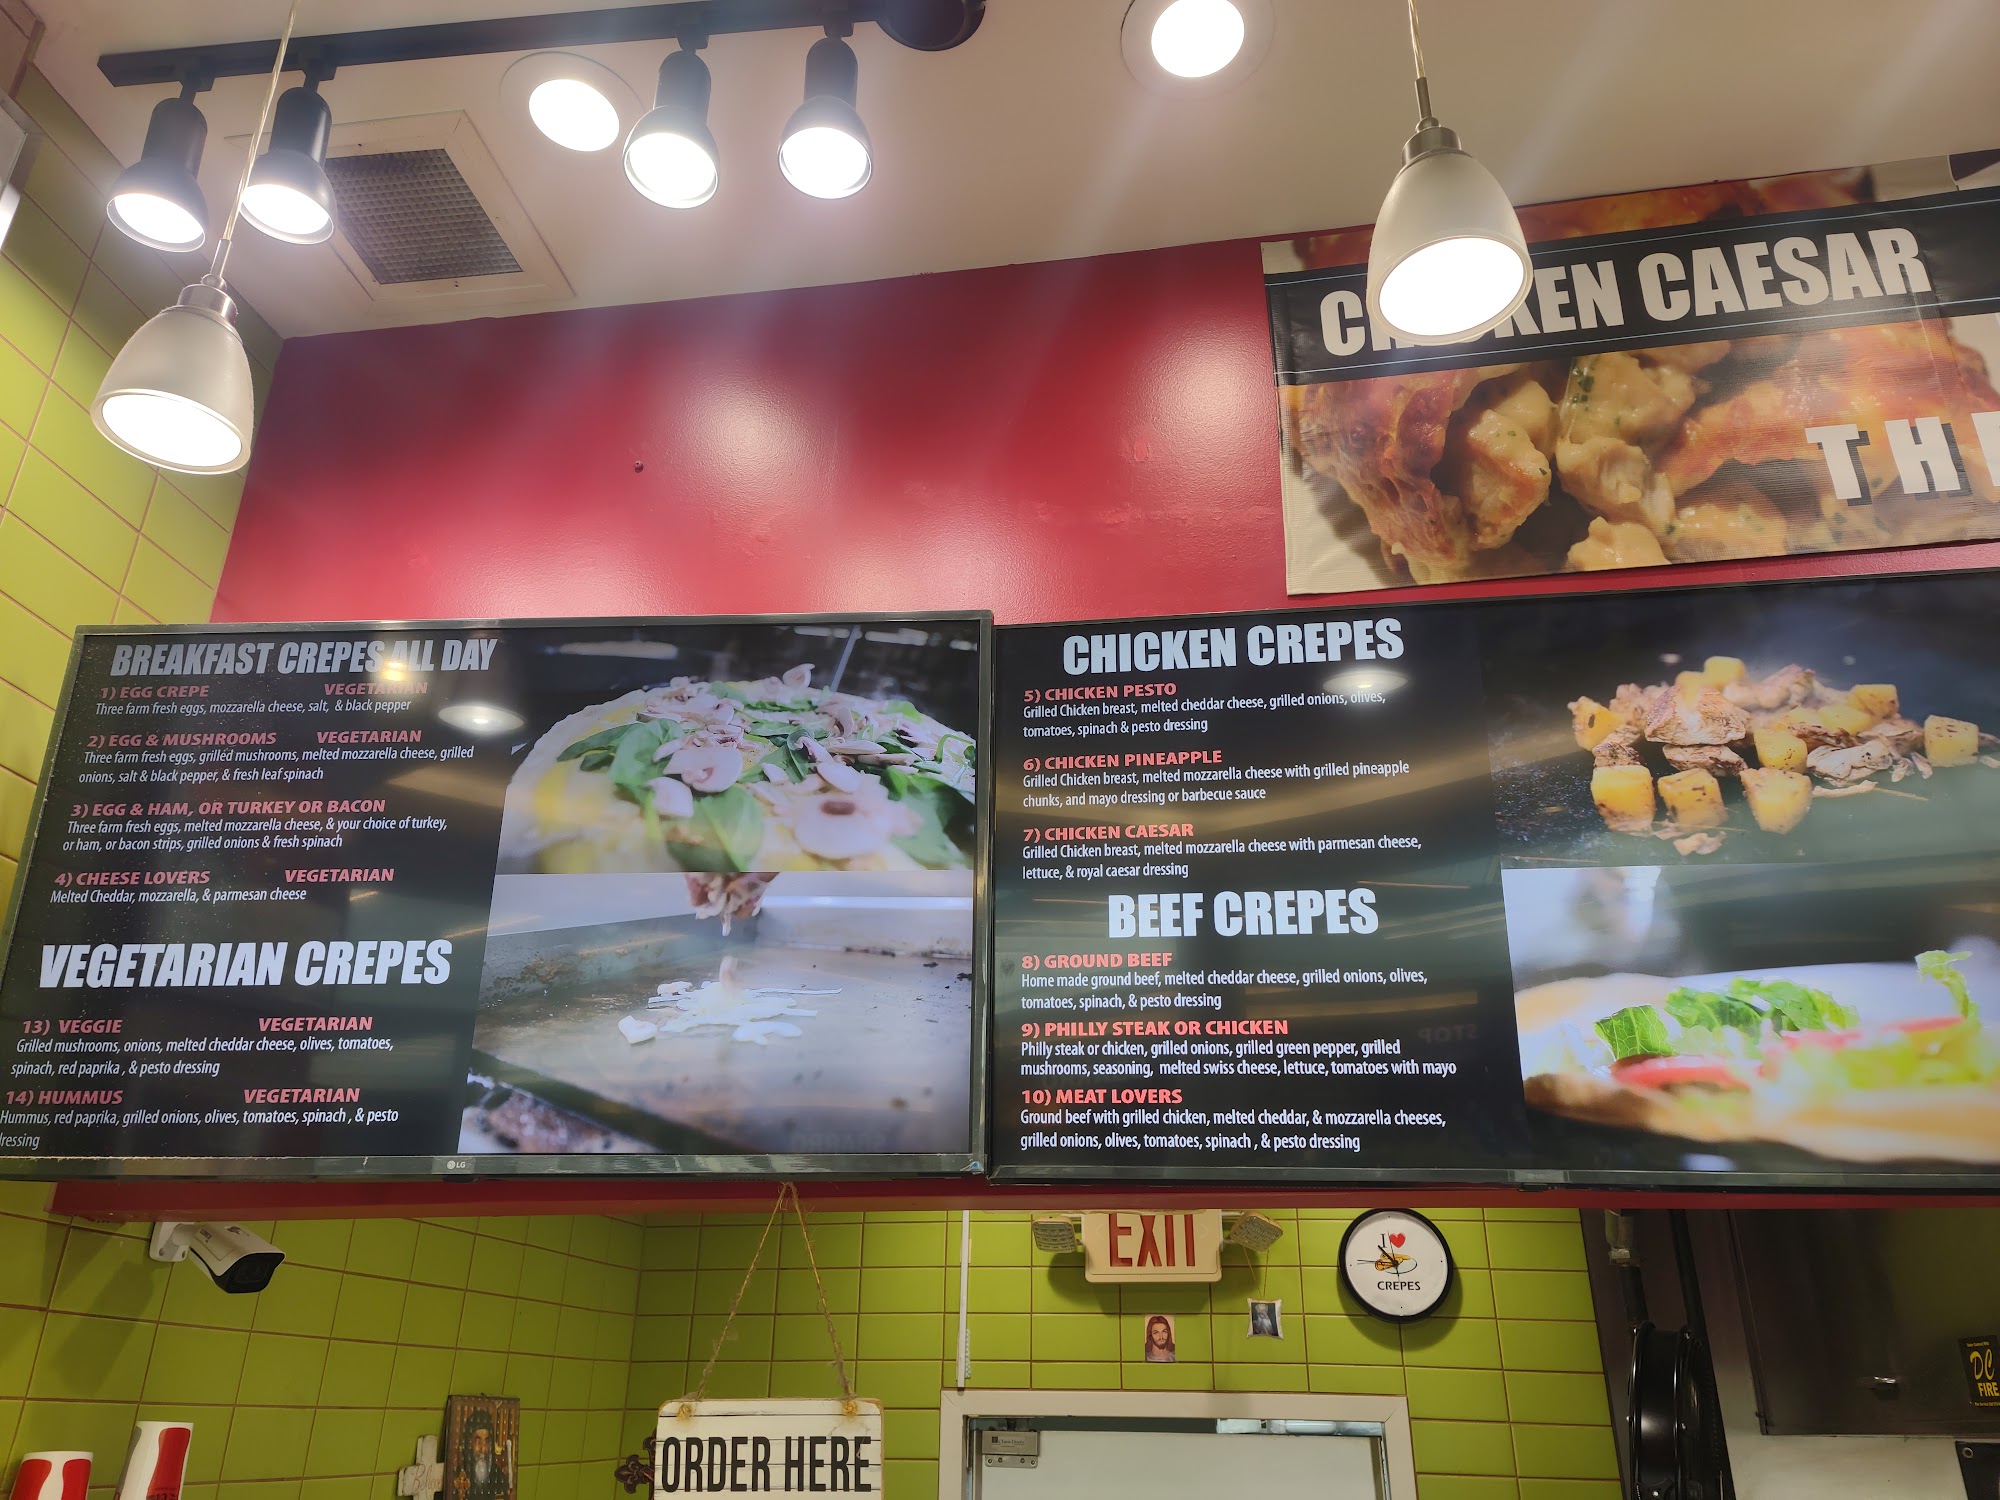 CHICKEN CAESAR
BREAKFAST CREPES ALL DAY
1) EGG CREPE VEGETARIAN
Three farm fresh eggs, mozzarella cheese, salt, & black pepper
2) EGG & MUSHROOMS VEGETARIAN
Three farm fresh eggs, grilled mushrooms, melted mozzarella cheese, grilled
onions, salt & black pepper, & fresh leaf spinach
3) EGG & HAM, OR TURKEY OR BACON
Three farm fresh eggs, melted mozzarella cheese, & your choice of turkey,
or ham, or bacon strips, grilled onions & fresh spinach
4) CHEESE LOVERS VEGETARIAN
Melted Cheddar, mozzarella, & parmesan cheese
VEGETARIAN CREPES
13) VEGGIE VEGETARIAN
Grilled mushrooms, onions, melted cheddar cheese, olives, tomatoes,
spinach, red paprika , & pesto dressing
14) HUMMUS VEGETARIAN
Hummus, red paprika, grilled onions, olives, tomatoes, spinach , & pesto
dressing
LG
CHICKEN CREPES
5) CHICKEN PESTO
Grilled Chicken breast, melted cheddar cheese, grilled onions, olives,
tomatoes, spinach & pesto dressing
6) CHICKEN PINEAPPLE
Grilled Chicken breast, melted mozzarella cheese with grilled pineapple
chunks, and mayo dressing or barbecue sauce
7) CHICKEN CAESAR
Grilled Chicken breast, melted mozzarella cheese with parmesan cheese,
lettuce, & royal caesar dressing
BEEF CREPES
8) GROUND BEEF
Home made ground beef, melted cheddar cheese, grilled onions, olives,
tomatoes, spinach, & pesto dressing
9) PHILLY STEAK OR CHICKEN
Philly steak or chicken, grilled onions, grilled green pepper, grilled
mushrooms, seasoning, melted swiss cheese, lettuce, tomatoes with mayo
10) MEAT LOVERS
Ground beef with grilled chicken, melted cheddar, & mozzarella cheeses,
grilled onions, olives, tomatoes, spinach , & pesto dressing
EXIT
I
CREPES
DC
FIRE
ORDER HERE